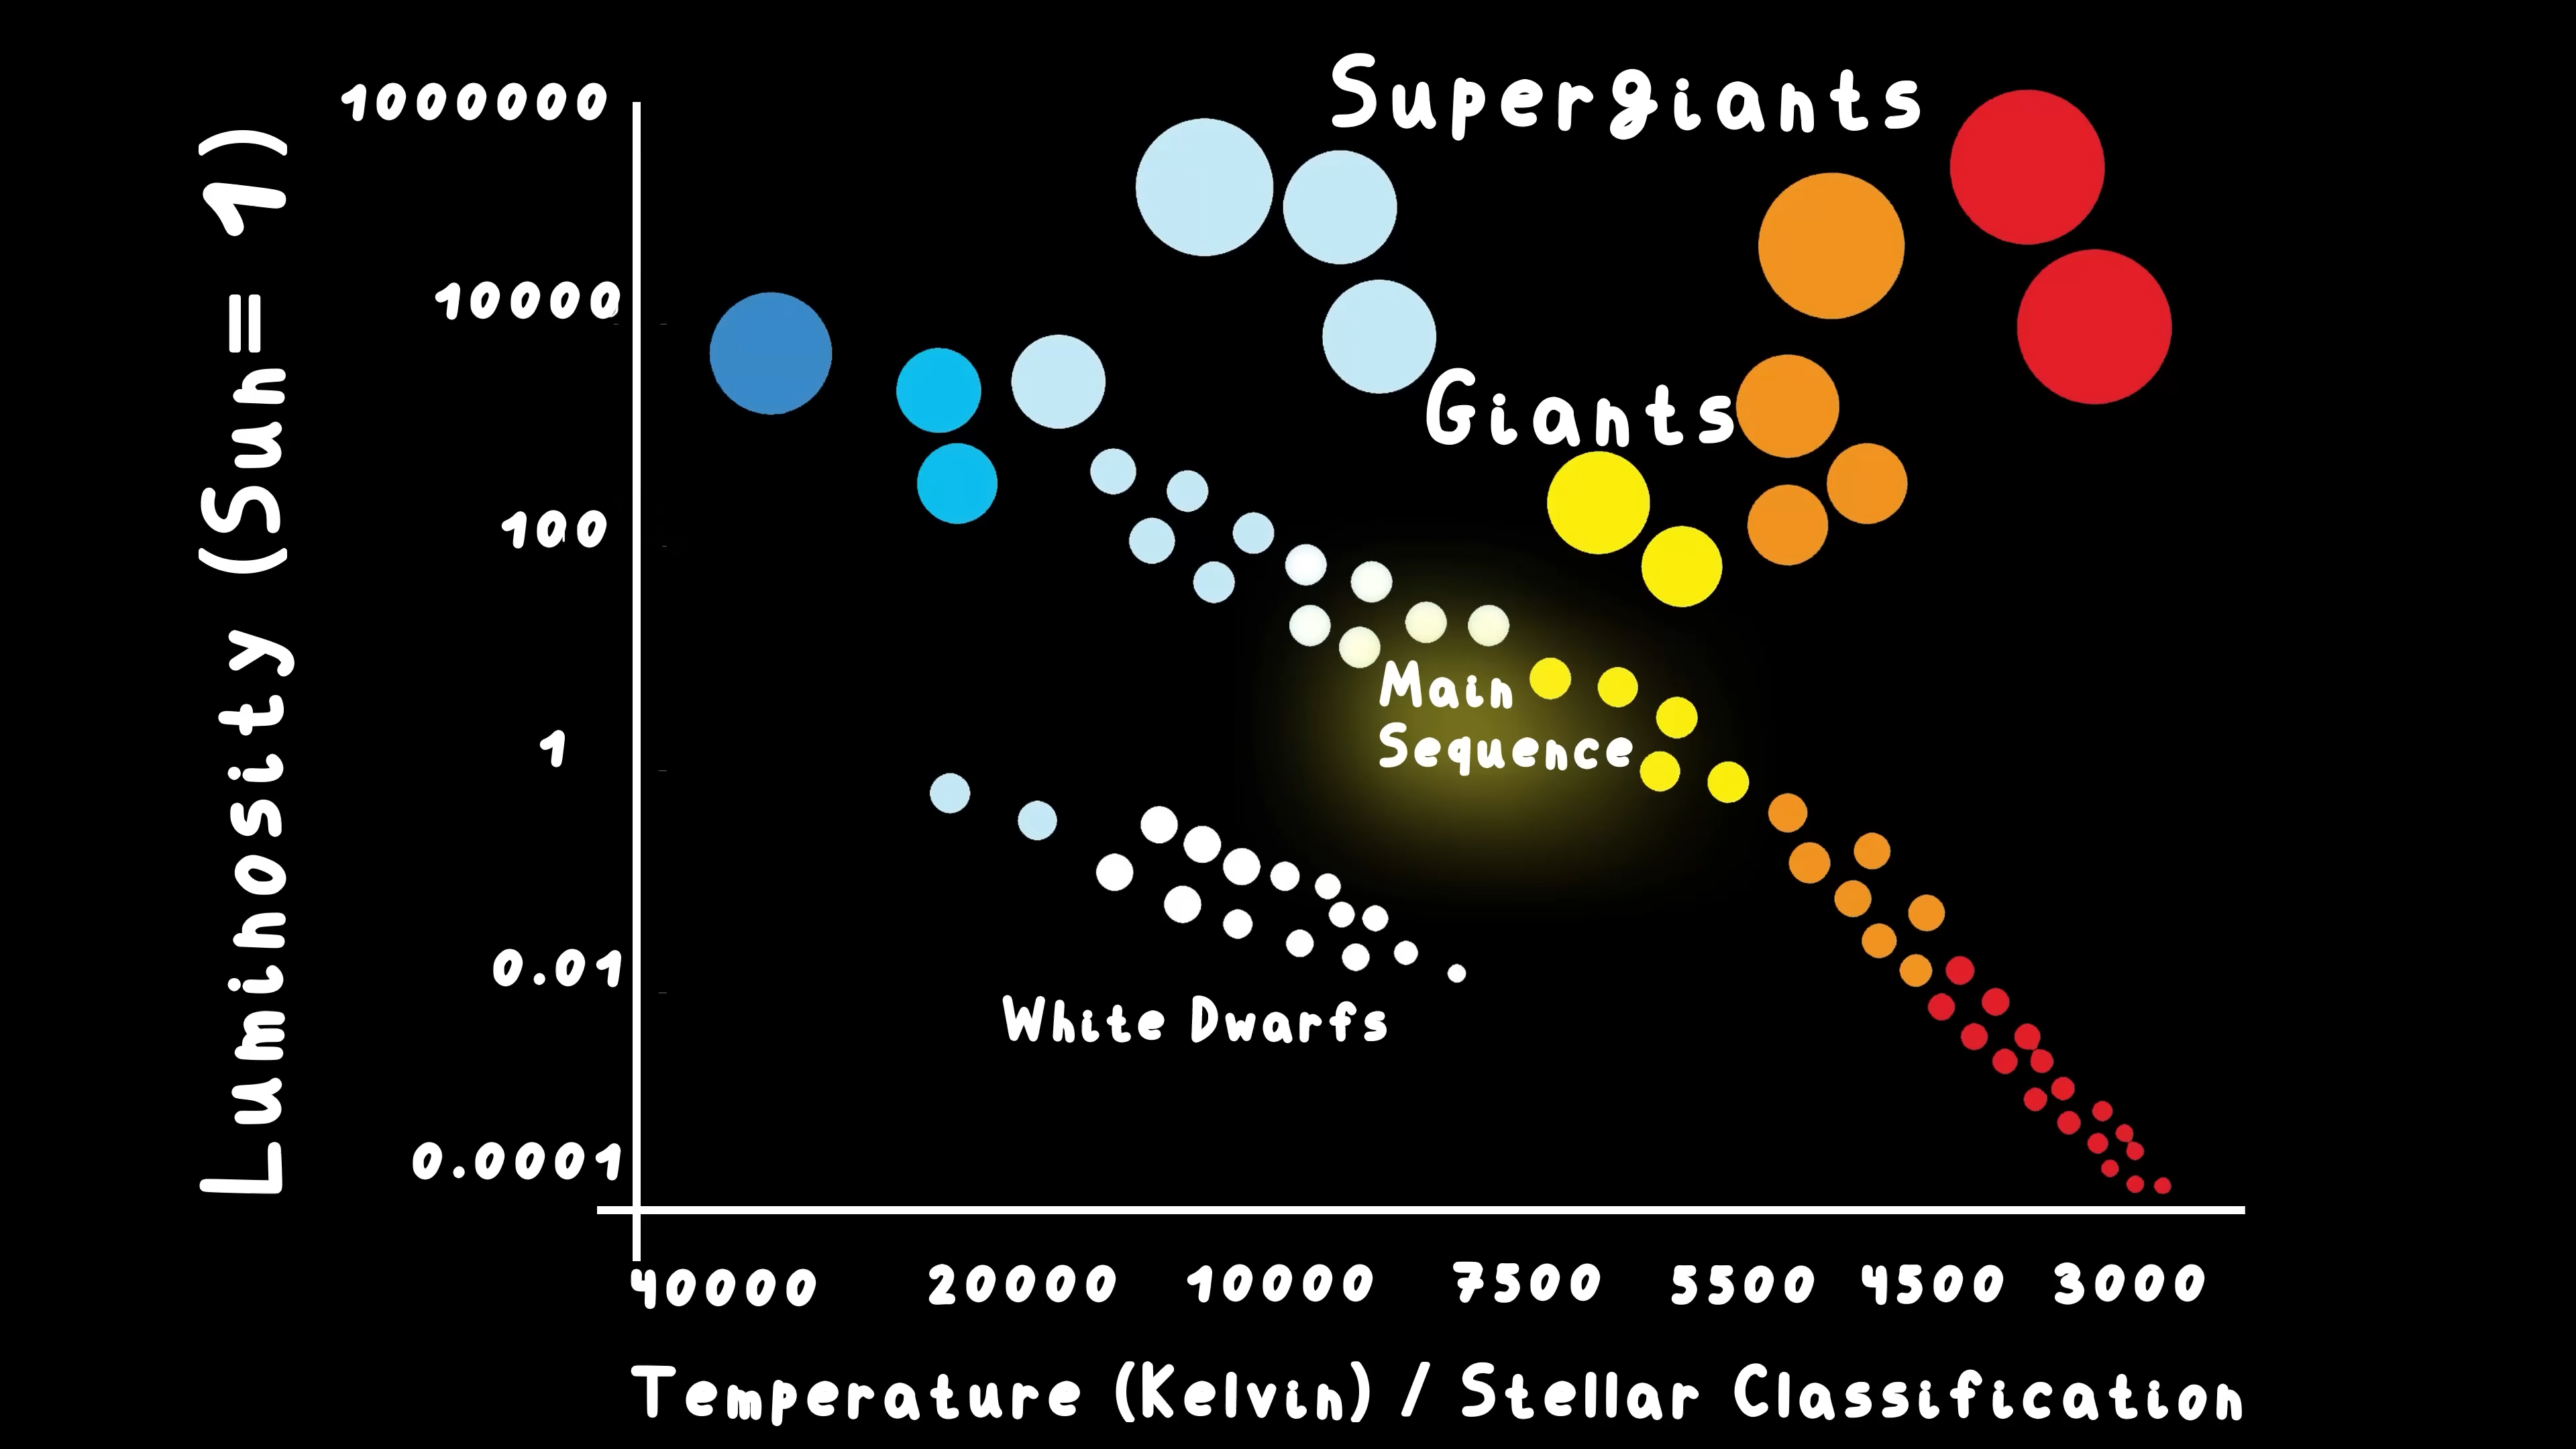 Supergiants
1000000
10000
Giants
100
Luminosity (Sun = 1)
Main
Sequence
1
0.01
White Dwarfs
0.0001
40000 20000 10000 7500 5500 4500 3000
Temperature (Kelvin) / Stellar Classification